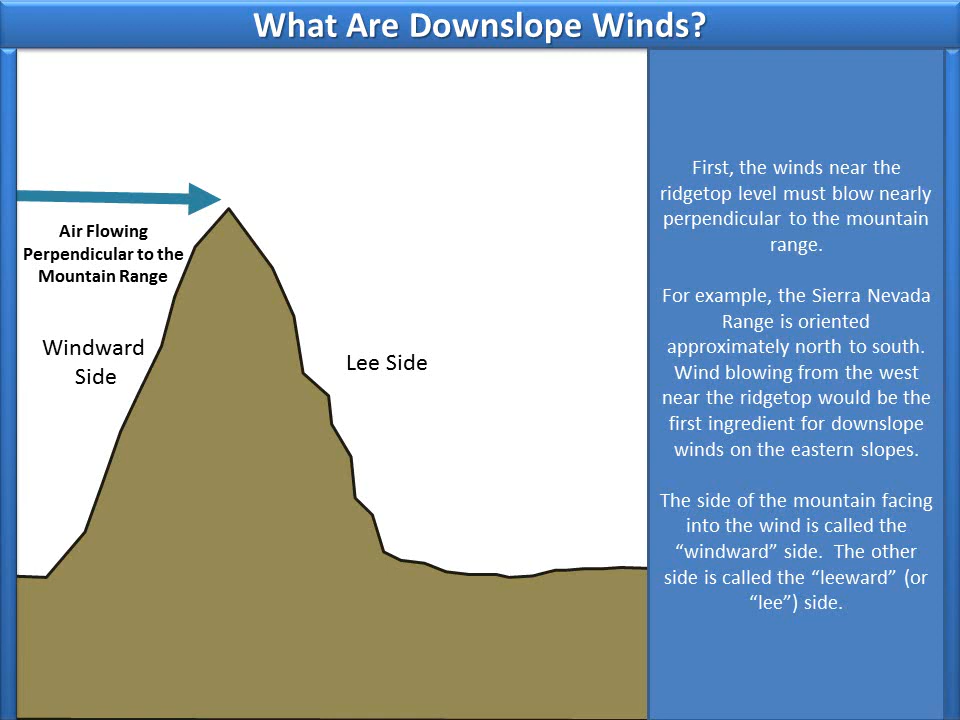 What Are Downslope Winds?
Air Flowing
Perpendicular to the
Mountain Range
Windward
Side
Lee Side
First, the winds near the
ridgetop level must blow nearly
perpendicular to the mountain
range.
For example, the Sierra Nevada
Range is oriented
approximately north to south.
Wind blowing from the west
near the ridgetop would be the
first ingredient for downslope
winds on the eastern slopes.
The side of the mountain facing
into the wind is called the
“windward” side.  The other
side is called the “leeward” (or
“lee”) side.